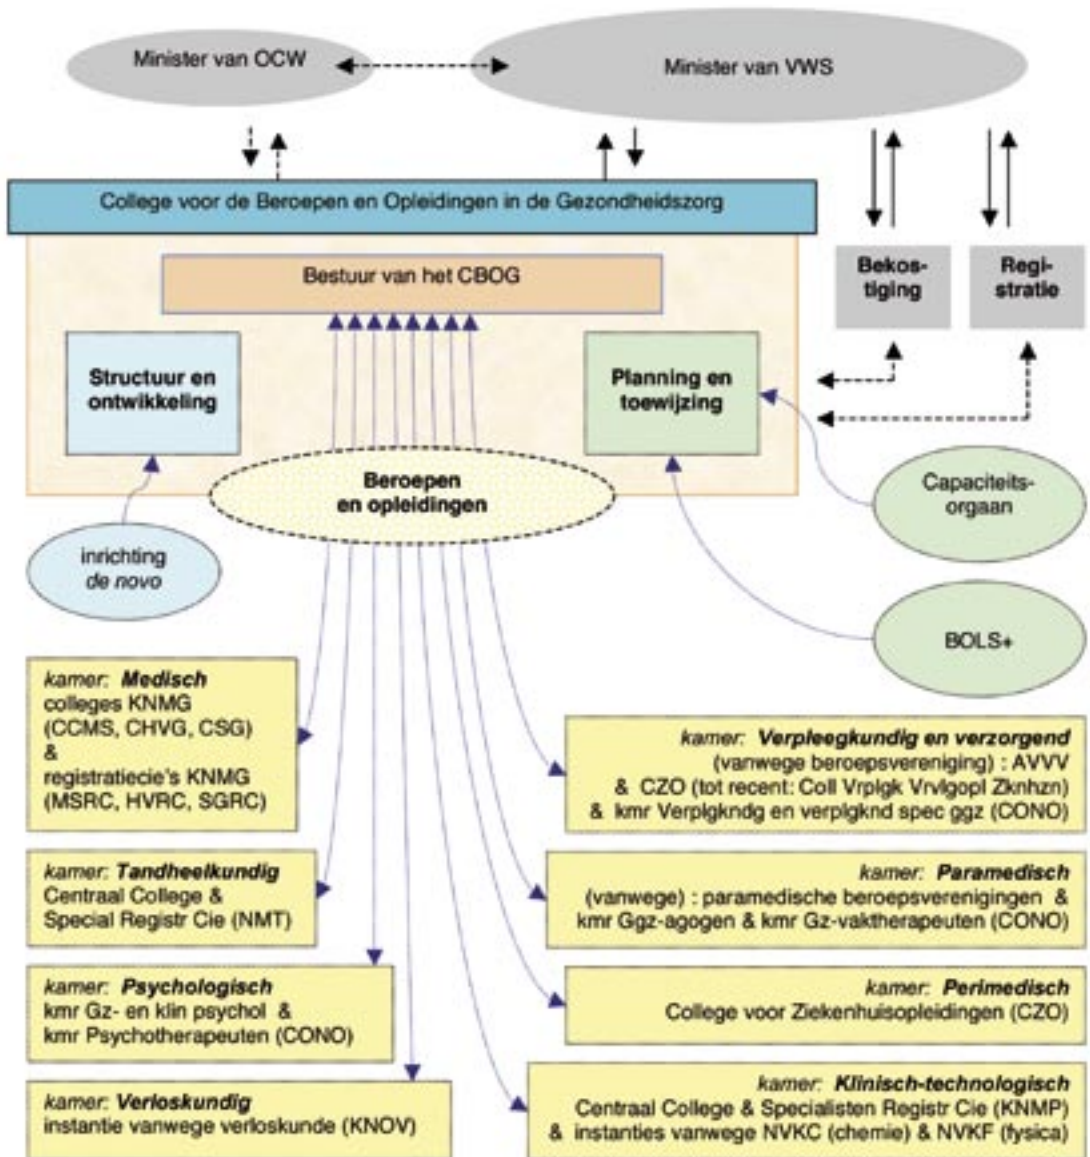 Minister van OCW
Minister van VWS
College voor de Beroepen en Opleidingen in de Gezondheidszorg
Bestuur van het CBOG
Bekos-
tiging
Regi-
stratie
Structuur en
ontwikkeling
Planning en
toewijzing
Beroepen
en opleidingen
Capaciteits-
orgaan
inrichting
de novo
BOLS+
kamer: Medisch
colleges KNMG
(CCMS, CHVG, CSG)
&
registratiecie's KNMG
(MSRC, HVRC, SGRC)
kamer: Tandheelkundig
Centraal College &
Special Registr Cie (NMT)
kamer: Psychologisch
kmr Gz- en klin psychol &
kmr Psychotherapeuten (CONO)
kamer: Verloskundig
instantie vanwege verloskunde (KNOV)
kamer: Verpleegkundig en verzorgend
(vanwege beroepsvereniging) : AVVV
& CZO (tot recent: Coll Vrplgk Vrvlgopl Zknhzn)
& kmr Verplgkndg en verplgknd spec ggz (CONO)
kamer: Paramedisch
(vanwege) : paramedische beroepsverenigingen &
kmr Ggz-agogen & kmr Gz-vaktherapeuten (CONO)
kamer: Perimedisch
College voor Ziekenhuisopleidingen (CZO)
kamer: Klinisch-technologisch
Centraal College & Specialisten Registr Cie (KNMP)
& instanties vanwege NVKC (chemie) & NVKF (fysica)